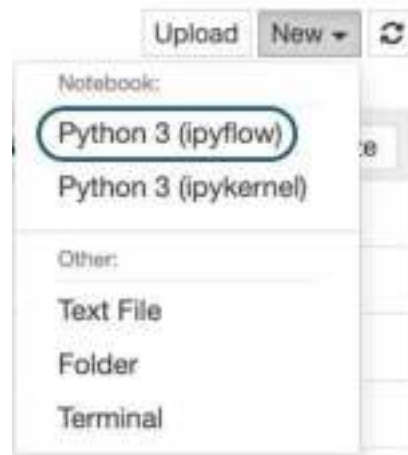 Upload New
Notebook:
Python 3 (ipyflow)
Python 3 (ipykernel)
Other:
Text File
Folder
Terminal